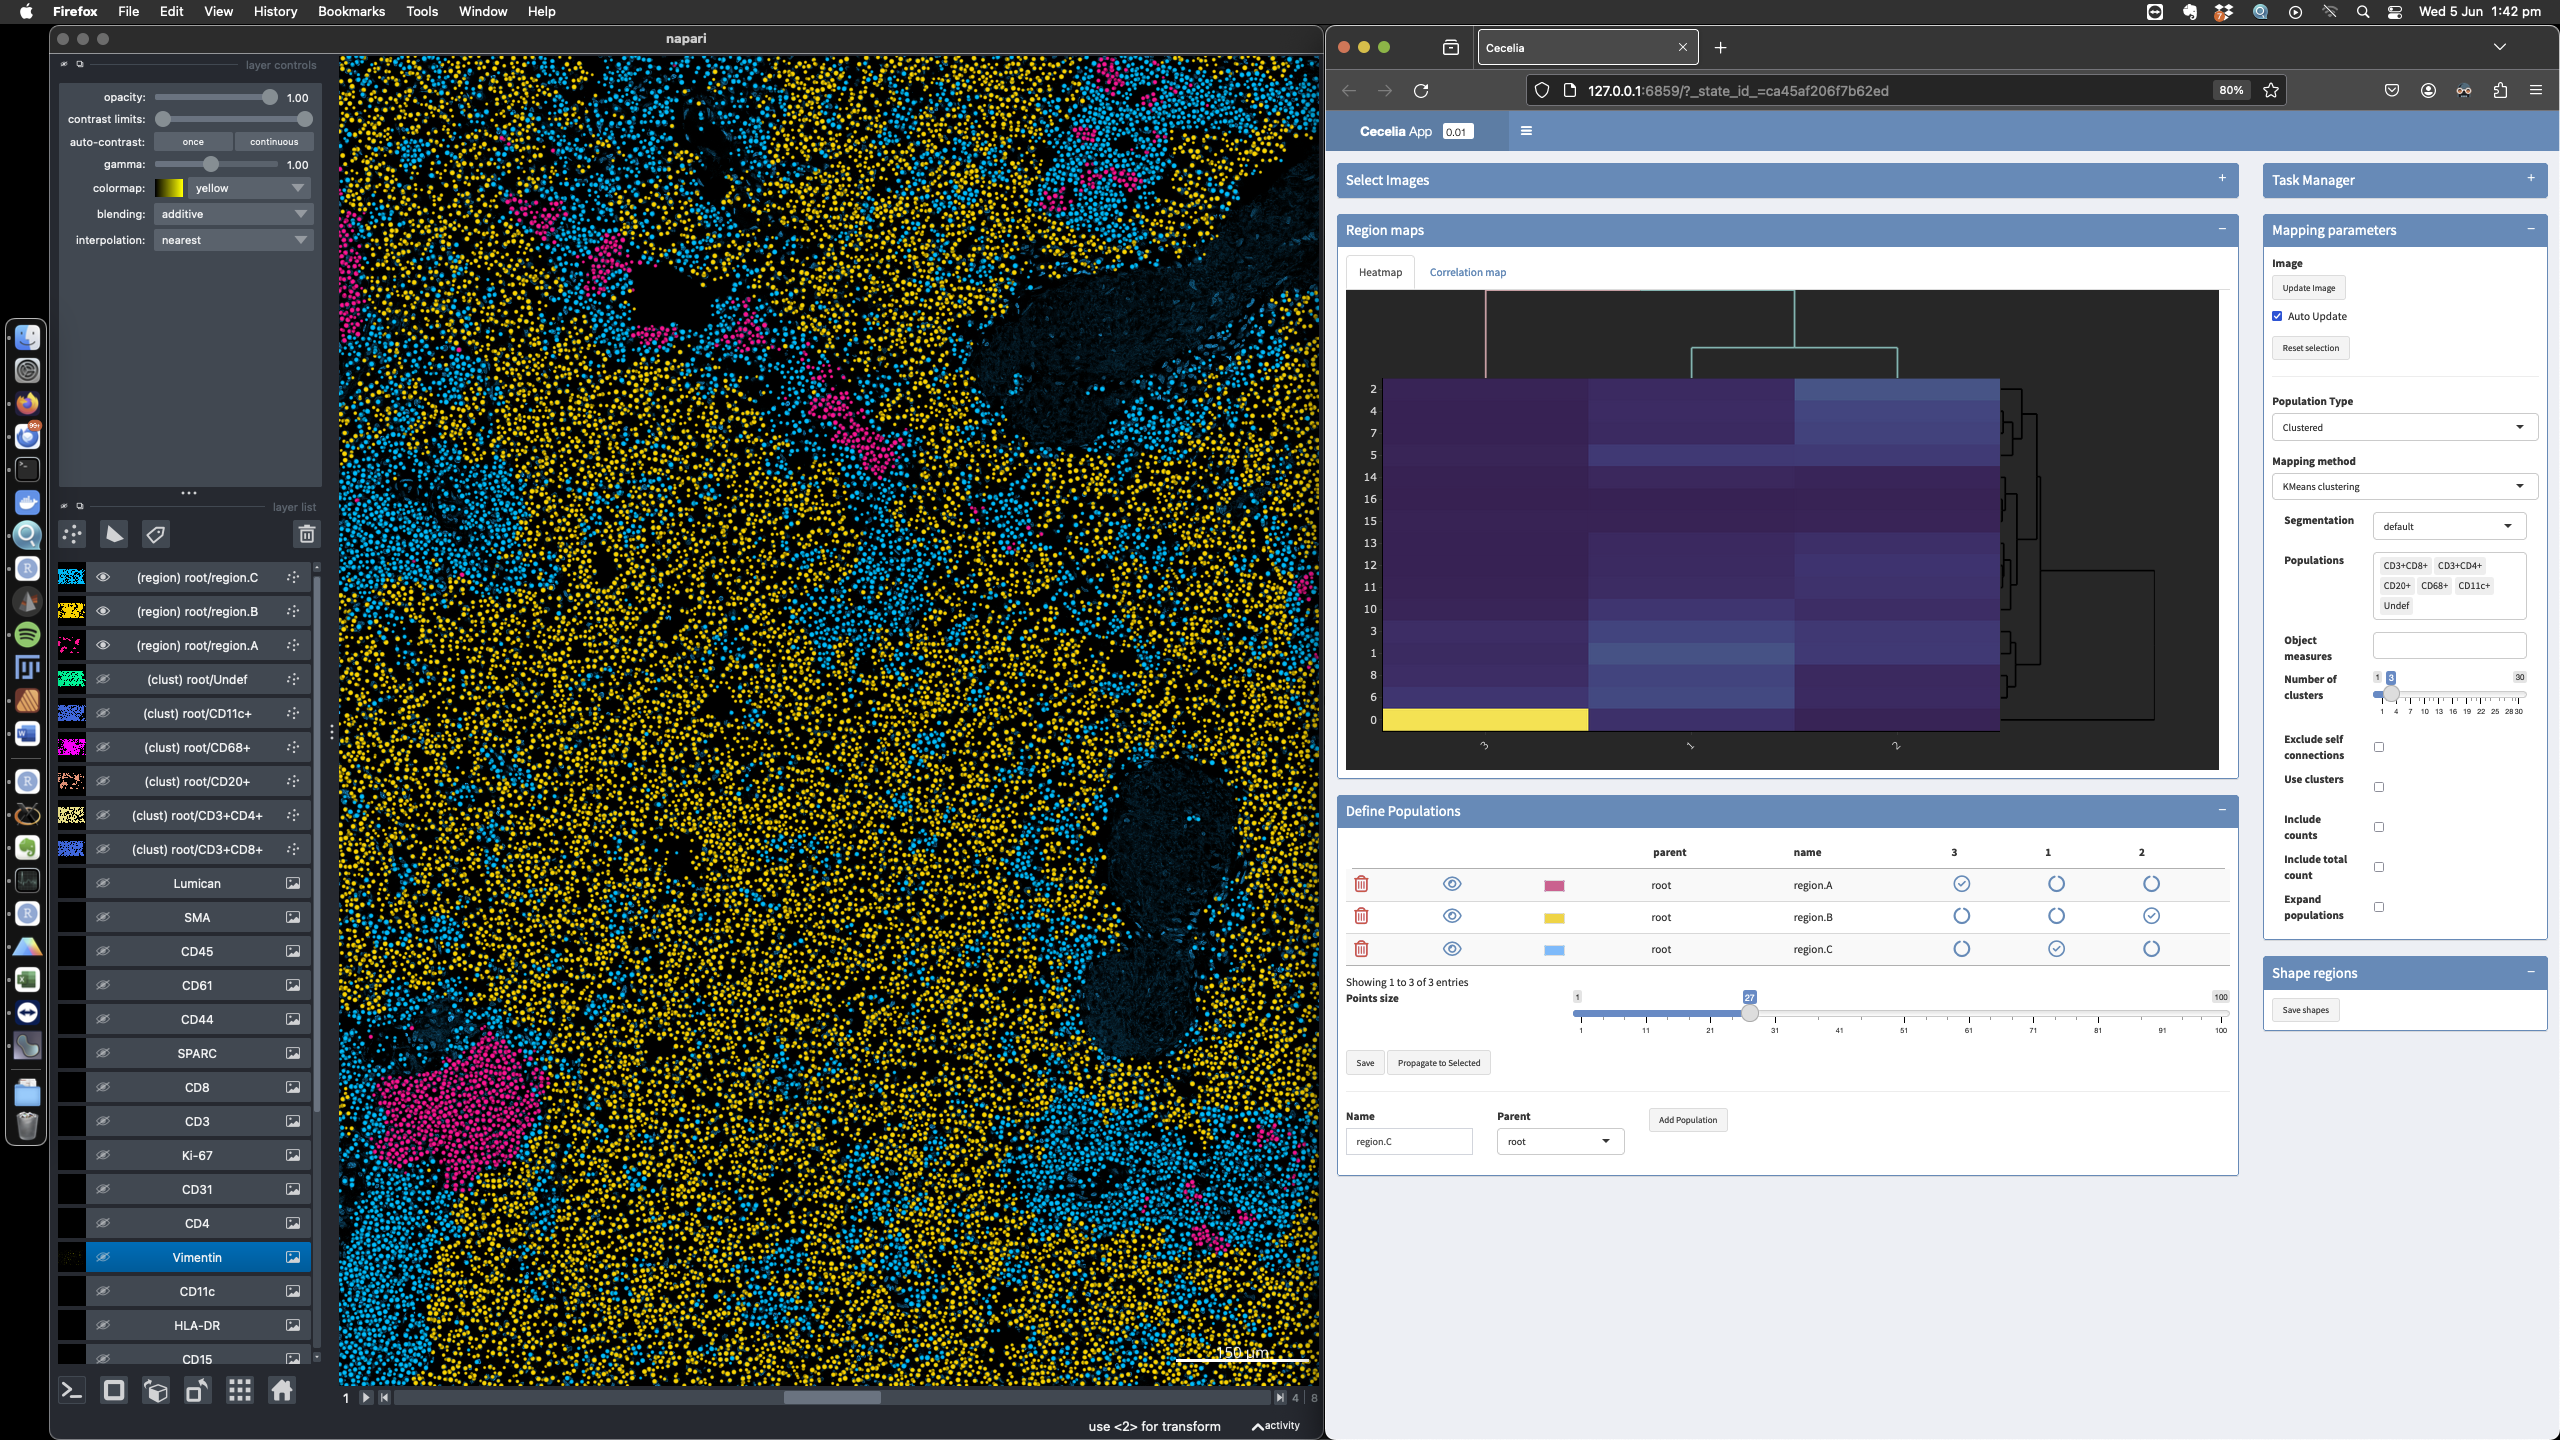 Firefox File Edit View History Bookmarks Tools Window Help
7
Wed 5 Jun 1:42 pm
napari
layer controls
opacity: 1.00
contrast limits:
auto-contrast: once continuous
gamma: 1.00
colormap: yellow
blending: additive
interpolation: nearest
layer list
(region) root/region.C
(region) root/region.B
(region) root/region.A
(clust) root/Undef
(clust) root/CD11c+
(clust) root/CD68+
(clust) root/CD20+
(clust) root/CD3+CD4+
(clust) root/CD3+CD8+
Lumican
SMA
CD45
CD61
CD44
SPARC
CD8
CD3
Ki-67
CD31
CD4
Vimentin
CD11c
HLA-DR
CD15
99+
150 μm
1
4 | 8
use <2> for transform
activity
Cecelia
127.0.0.1:6859/?_state_id_=ca45af206f7b62ed
80%
Cecelia App 0.01
Select Images
Region maps
Heatmap Correlation map
2
4
7
5
14
16
15
13
12
11
10
3
1
8
6
0
3 1 2
Define Populations
parent name 3 1 2
root region.A
root region.B
root region.C
Showing 1 to 3 of 3 entries
Points size
1 27 100
1 11 21 31 41 51 61 71 81 91 100
Save Propagate to Selected
Name Parent
region.C root Add Population
Task Manager
Mapping parameters
Image
Update Image
Auto Update
Reset selection
Population Type
Clustered
Mapping method
KMeans clustering
Segmentation default
Populations CD3+CD8+ CD3+CD4+
CD20+ CD68+ CD11c+
Undef
Object
measures
Number of
clusters
1 3 30
1 4 7 10 13 16 19 22 25 28 30
Exclude self
connections
Use clusters
Include
counts
Include total
count
Expand
populations
Shape regions
Save shapes